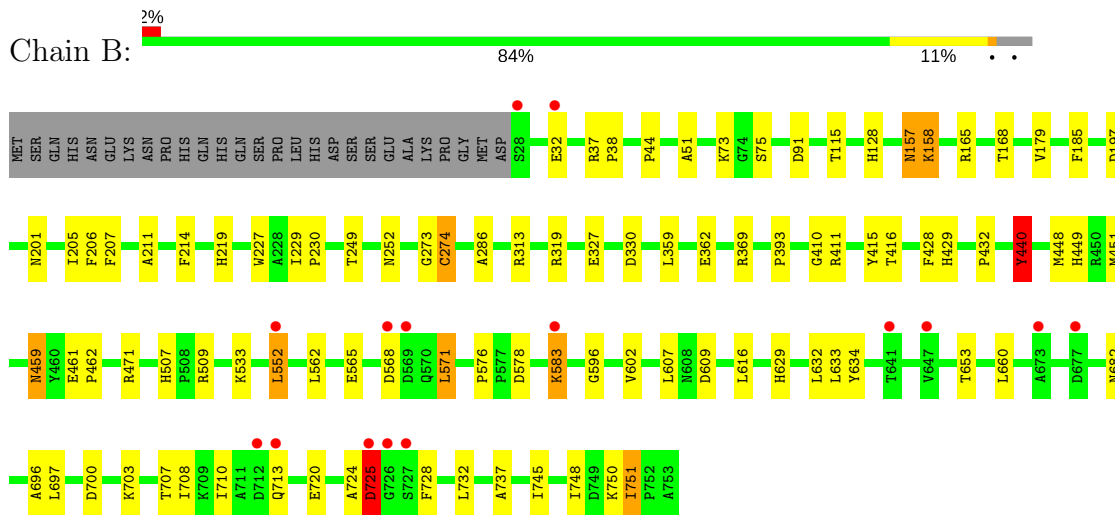 2%
Chain B:
84% 11% • •
MET SER GLN HIS ASN GLU LYS ASN PRO HIS GLN HIS GLN SER PRO LEU HIS ASP SER SER GLU ALA LYS PRO GLY MET ASP S28 E32 R37 P38 P44 A51 K73 G74 S75 D91 T115 H128 N157 K158 R165 T168 V179 F185 D197
N201 I205 F206 F207 A211 F214 H219 W227 A228 I229 P230 T249 N252 G273 C274 A286 R313 R319 E327 D330 L359 E362 R369 P393 G410 R411 Y415 T416 F428 H429 P432 Y440 M448 H449 R450 M451
N459 Y460 E461 P462 R471 H507 P508 R509 K533 L552 L562 E565 D568 D569 Q570 L571 P576 P577 D578 K583 G596 V602 L607 N608 D609 L616 H629 L632 L633 Y634 T641 V647 T653 L660 A673 D677 N682
A696 L697 D700 K703 T707 I708 K709 I710 A711 D712 Q713 E720 A724 D725 G726 S727 F728 L732 A737 I745 I748 D749 K750 I751 P752 A753